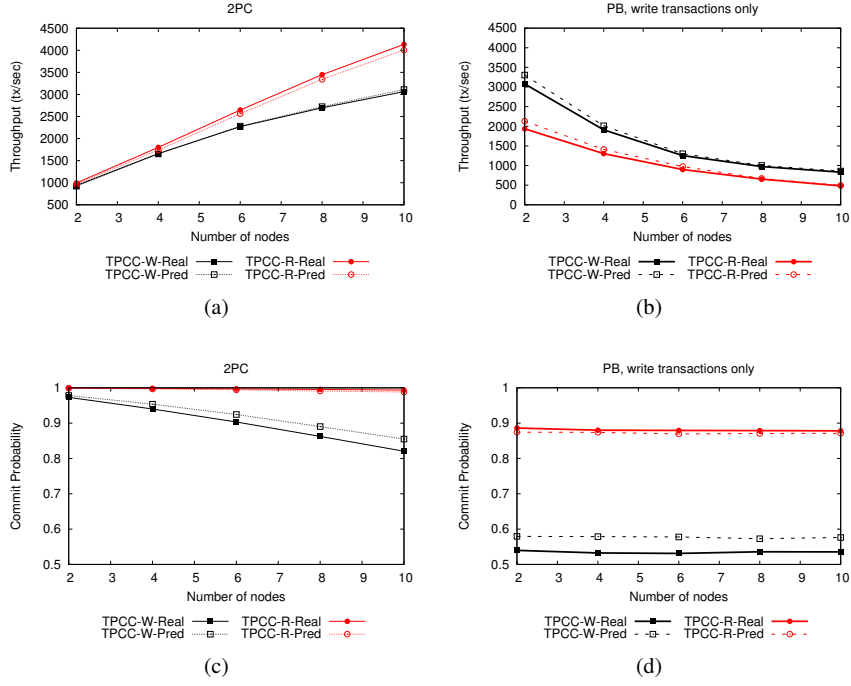 2PC
Throughput (tx/sec)
4500
4000
3500
3000
2500
2000
1500
1000
500
2 3 4 5 6 7 8 9 10
Number of nodes
TPCC-W-Real TPCC-R-Real
TPCC-W-Pred TPCC-R-Pred
(a)
PB, write transactions only
Throughput (tx/sec)
4500
4000
3500
3000
2500
2000
1500
1000
500
0
2 3 4 5 6 7 8 9 10
Number of nodes
TPCC-W-Real TPCC-R-Real
TPCC-W-Pred TPCC-R-Pred
(b)
2PC
Commit Probability
1
0.9
0.8
0.7
0.6
0.5
2 3 4 5 6 7 8 9 10
Number of nodes
TPCC-W-Real TPCC-R-Real
TPCC-W-Pred TPCC-R-Pred
(c)
PB, write transactions only
Commit Probability
1
0.9
0.8
0.7
0.6
0.5
2 3 4 5 6 7 8 9 10
Number of nodes
TPCC-W-Real TPCC-R-Real
TPCC-W-Pred TPCC-R-Pred
(d)